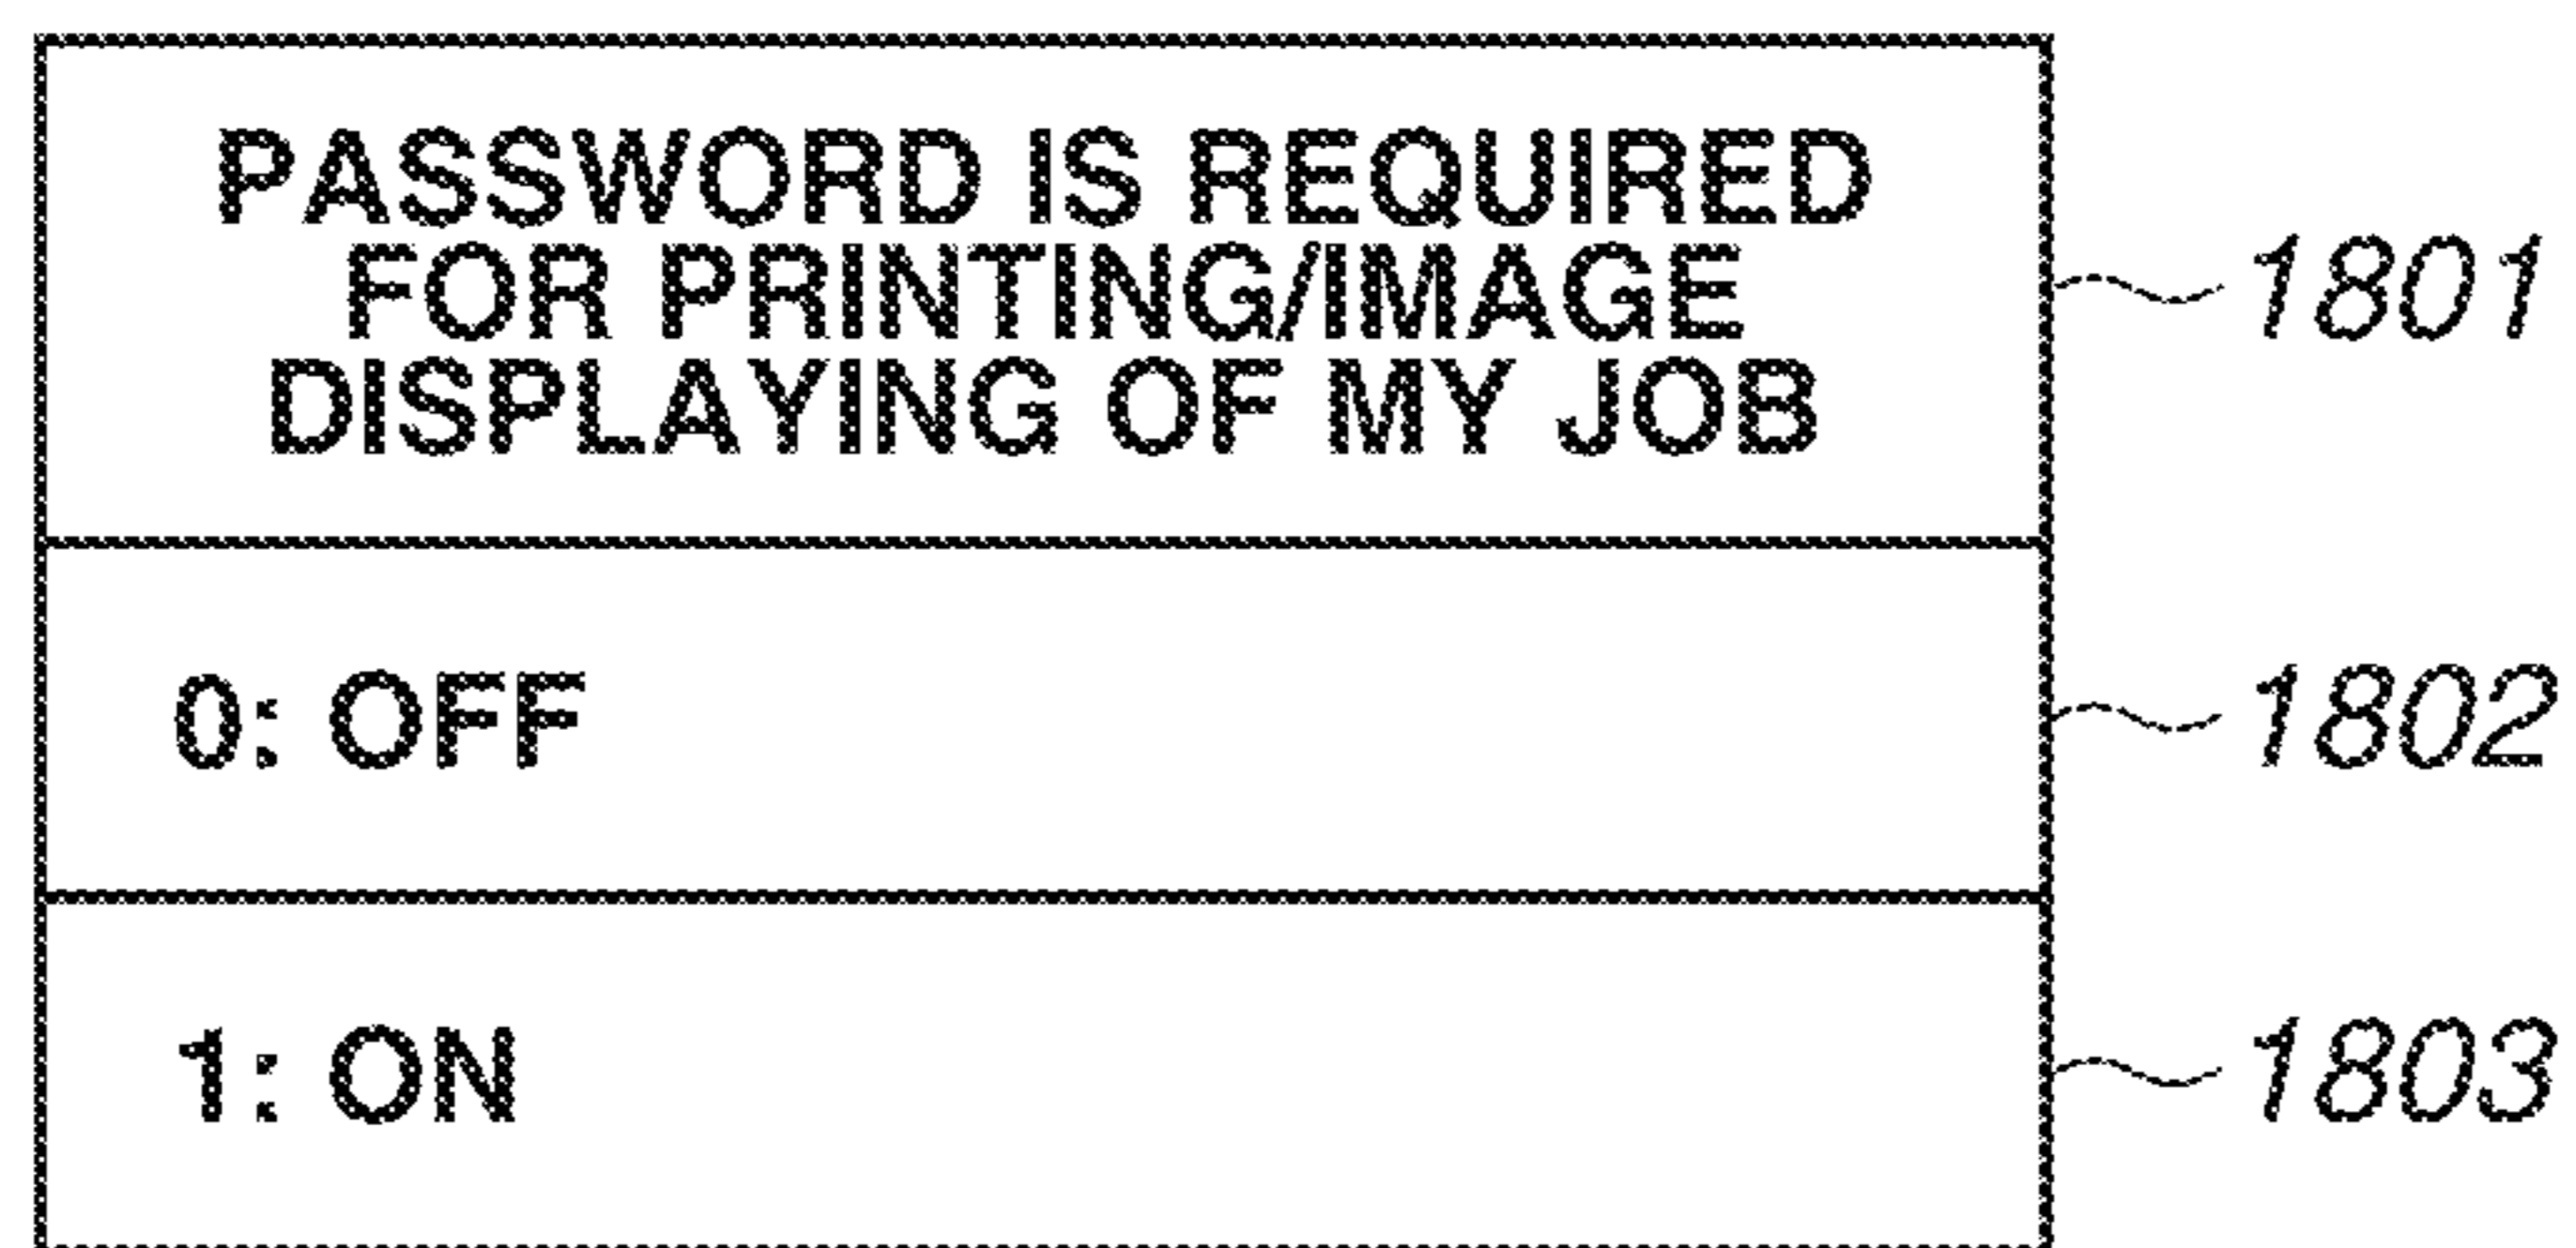 PASSWORD IS REQUIRED
FOR PRINTING/IMAGE
DISPLAYING OF MY JOB
1801
0: OFF
1802
1: ON
1803